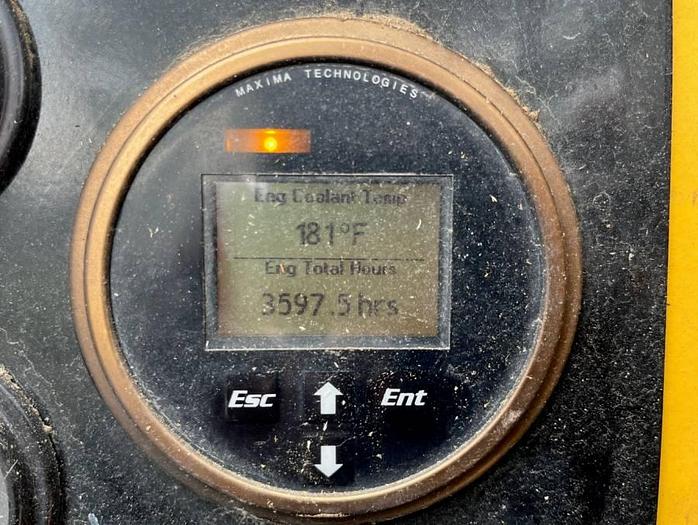 MAXIMA TECHNOLOGIES
Eng Coolant Temp
181°F
Eng Total Hours
3597.5 hrs
Esc
Ent